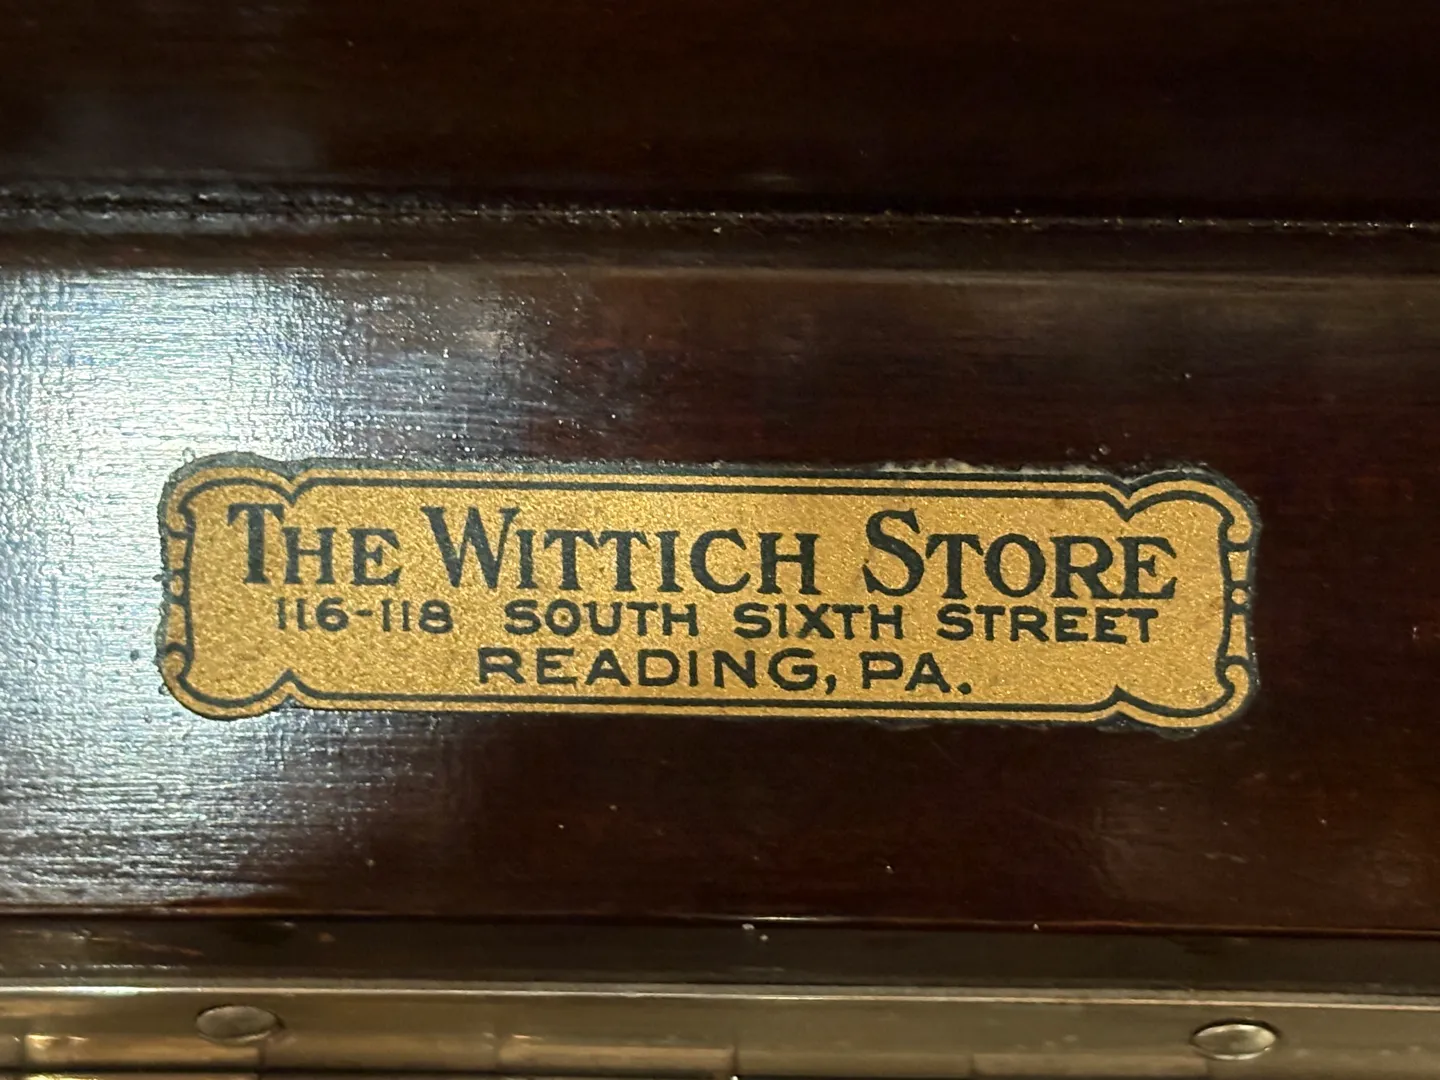 THE WITTICH STORE
116-118 SOUTH SIXTH STREET
READING, PA.